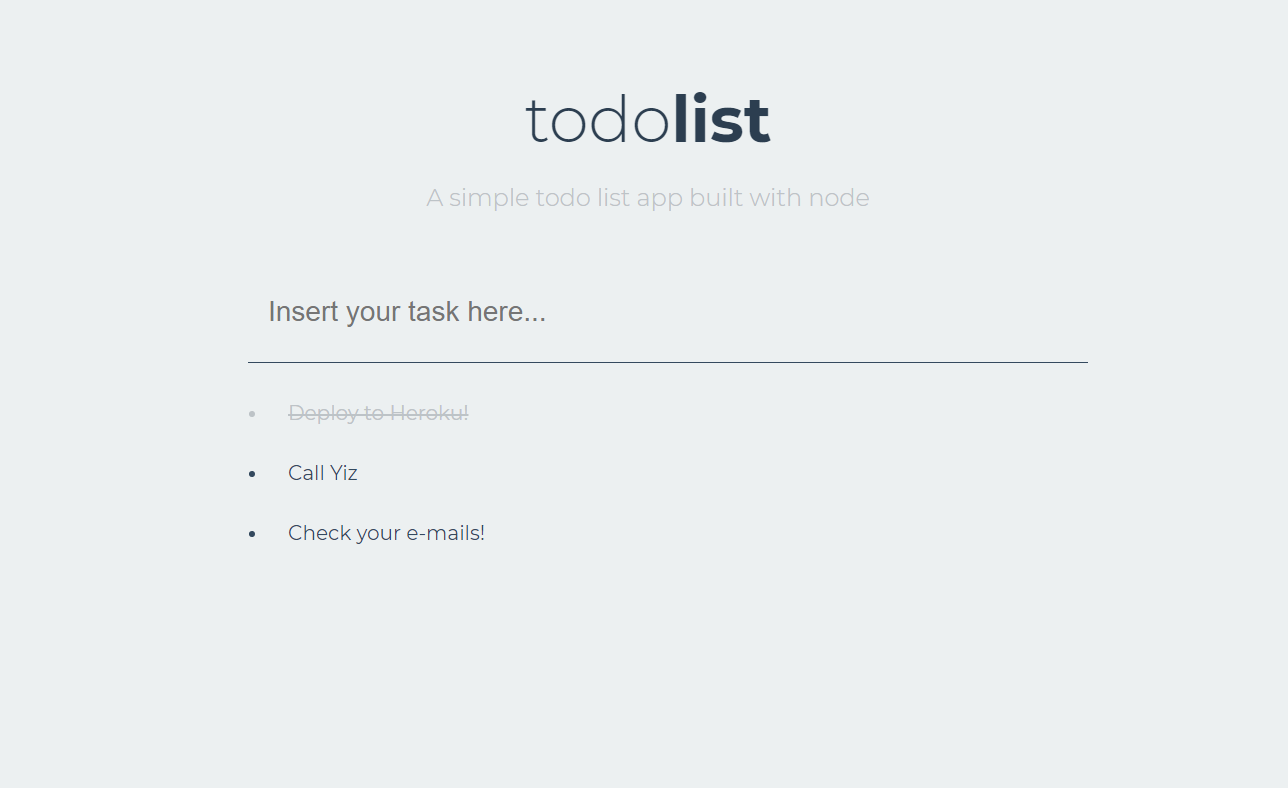 todolist
A simple todo list app built with node
Insert your task here...
Deploy to Heroku!
Call Yiz
Check your e-mails!